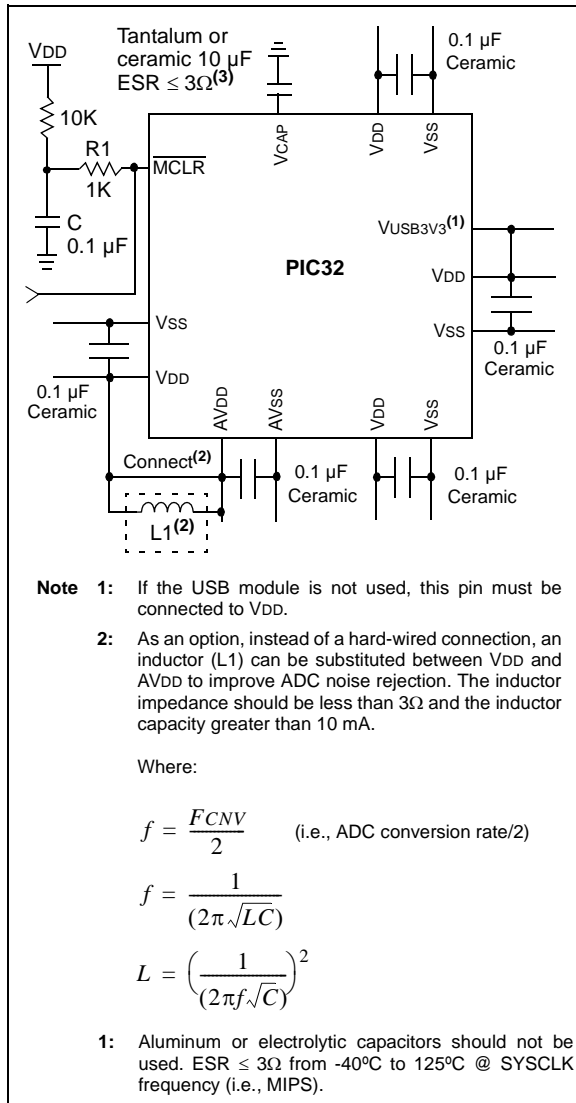 VDD
Tantalum or
ceramic 10 µF
ESR ≤ 3Ω(3)
0.1 µF
Ceramic
10K
R1
1K
MCLR
VCAP
VDD
VSS
C
0.1 µF
VUSB3V3(1)
PIC32
VDD
VSS
VSS
VDD
0.1 µF
Ceramic
0.1 µF
Ceramic
AVDD
AVSS
VDD
VSS
Connect(2)
0.1 µF
Ceramic
0.1 µF
Ceramic
L1(2)
Note 1: If the USB module is not used, this pin must be
connected to VDD.
2: As an option, instead of a hard-wired connection, an
inductor (L1) can be substituted between VDD and
AVDD to improve ADC noise rejection. The inductor
impedance should be less than 3Ω and the inductor
capacity greater than 10 mA.
Where:
f = FCNV / 2 (i.e., ADC conversion rate/2)
f = 1 / (2π√LC)
L = (1 / (2πf√C))²
1: Aluminum or electrolytic capacitors should not be
used. ESR ≤ 3Ω from -40ºC to 125ºC @ SYSCLK
frequency (i.e., MIPS).